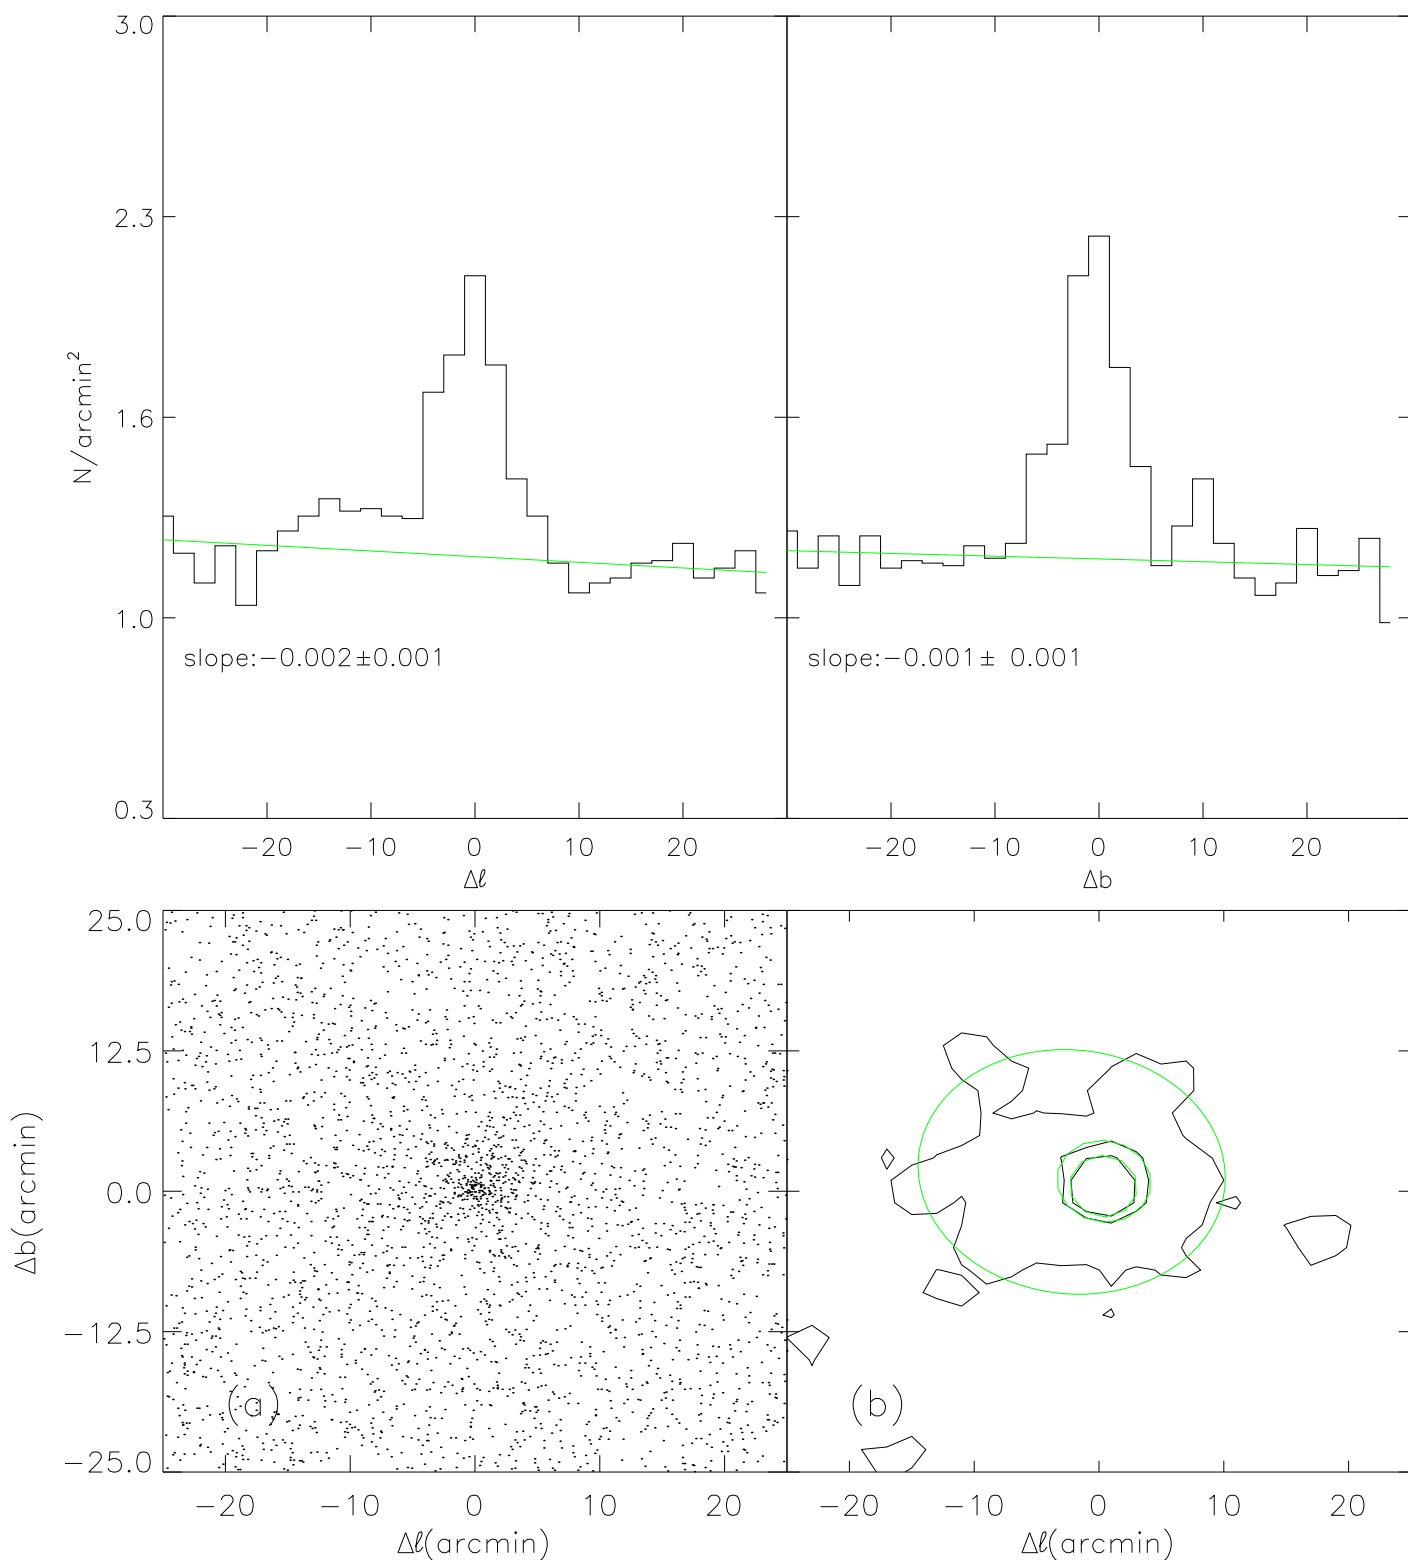 3.0
2.3
1.6
1.0
0.3
N/arcmin²
slope:−0.002±0.001
slope:−0.001± 0.001
−20 −10 0 10 20
−20 −10 0 10 20
Δℓ
Δb
25.0
12.5
0.0
−12.5
−25.0
Δb(arcmin)
(a)
(b)
−20 −10 0 10 20
−20 −10 0 10 20
Δℓ(arcmin)
Δℓ(arcmin)